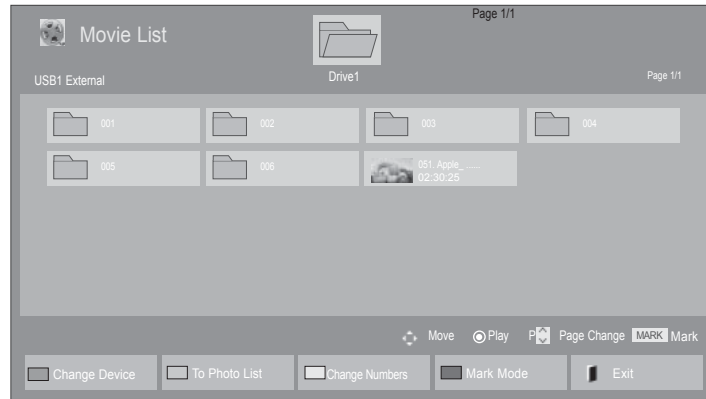 Page 1/1
Movie List
Drive1
USB1 External
Page 1/1
001
002
003
004
005
006
051. Apple_ ......
02:30:25
Move
Play
P
Page Change
MARK
Mark
Change Device
To Photo List
Change Numbers
Mark Mode
Exit